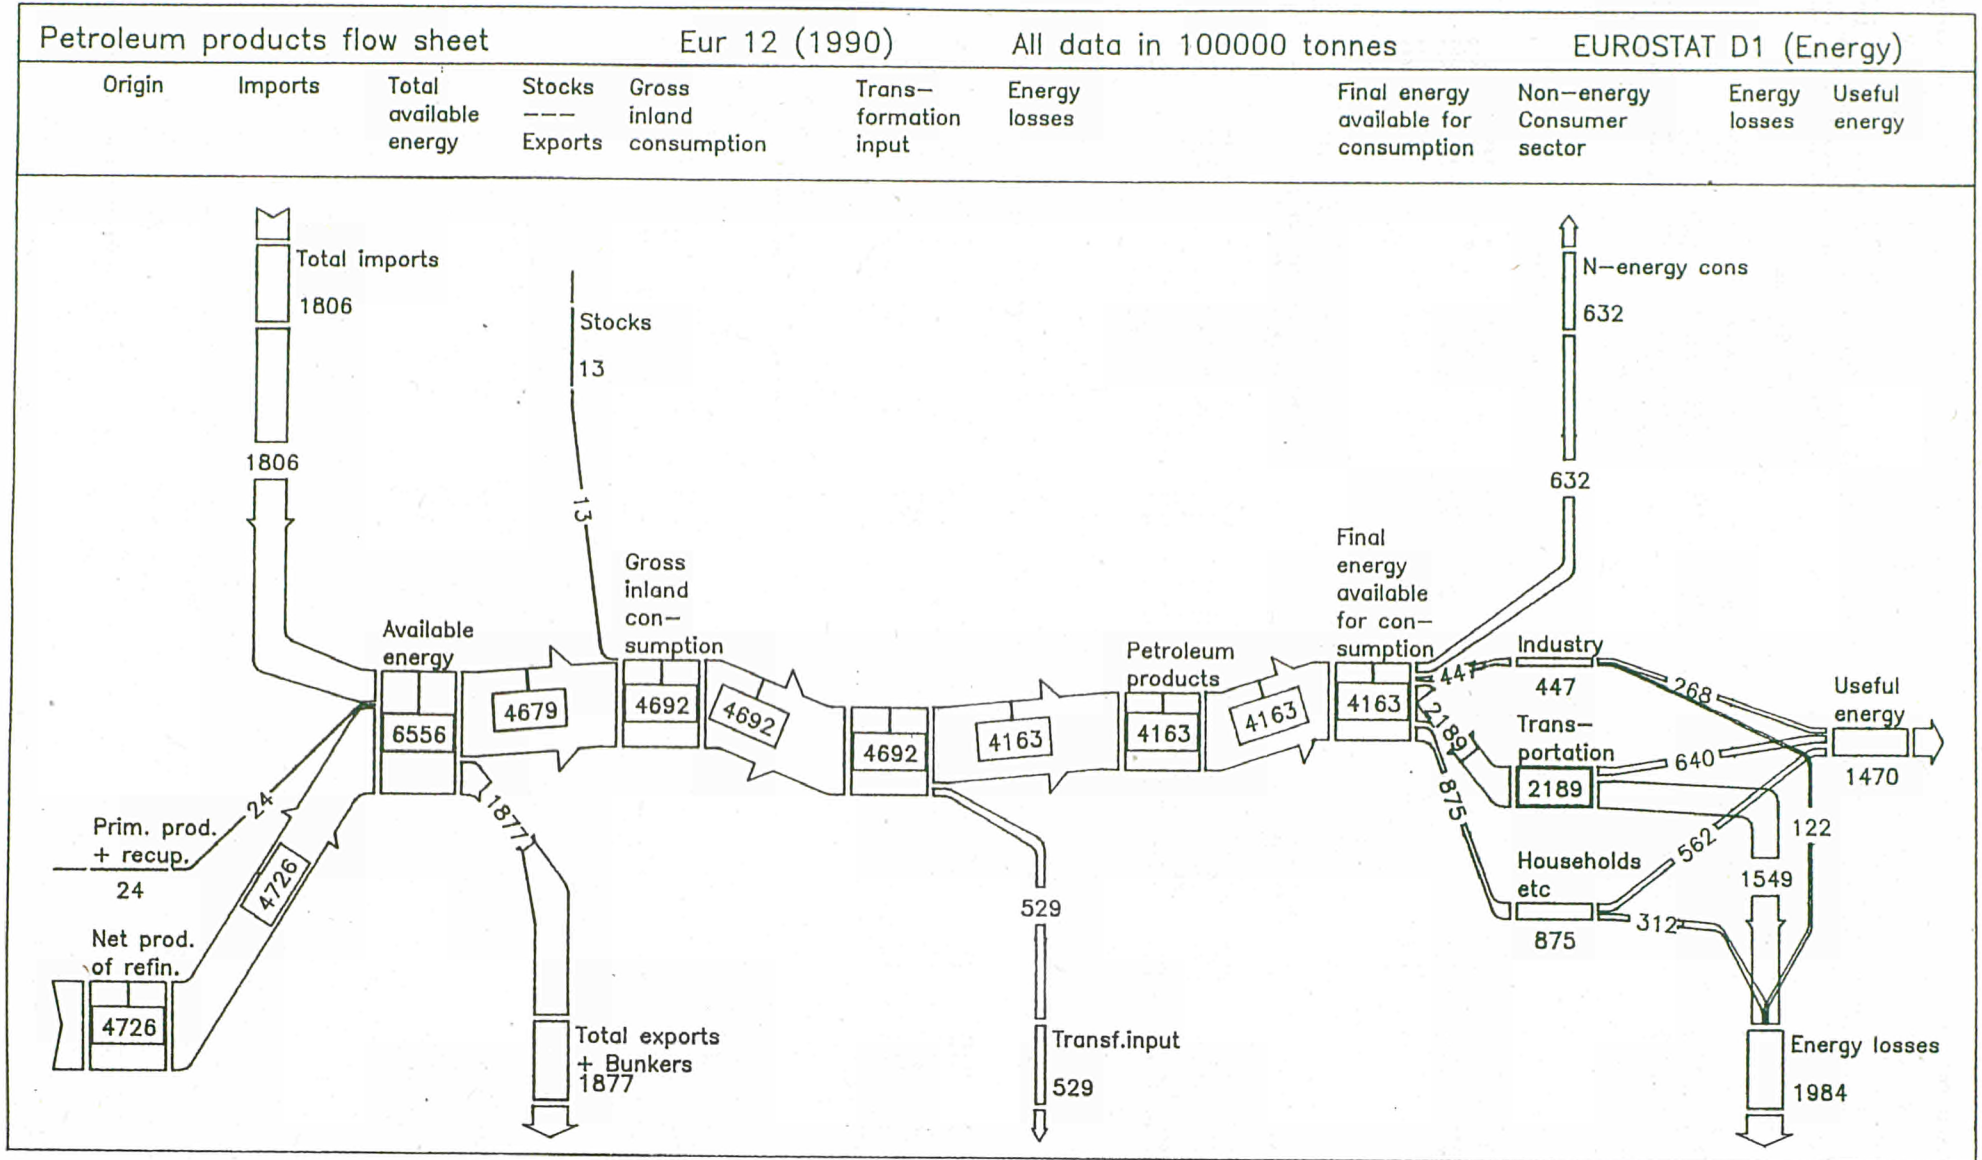 Petroleum products flow sheet
Eur 12 (1990)
All data in 100000 tonnes
EUROSTAT D1 (Energy)
Origin
Imports
Total
available
energy
Stocks
---
Exports
Gross
inland
consumption
Trans-
formation
input
Energy
losses
Final energy
available for
consumption
Non-energy
Consumer
sector
Energy
losses
Useful
energy
Total imports
1806
1806
Stocks
13
13
Prim. prod.
+ recup.
24
24
Net prod.
of refin.
4726
4726
Available
energy
6556
4679
1877
Total exports
+ Bunkers
1877
Gross
inland
con-
sumption
4692
4692
4692
529
Transf.input
529
4163
Petroleum
products
4163
4163
Final
energy
available
for con-
sumption
4163
N-energy cons
632
632
447
Industry
447
2189
Trans-
portation
2189
875
Households
etc
875
268
640
562
122
1549
312
Useful
energy
1470
Energy losses
1984